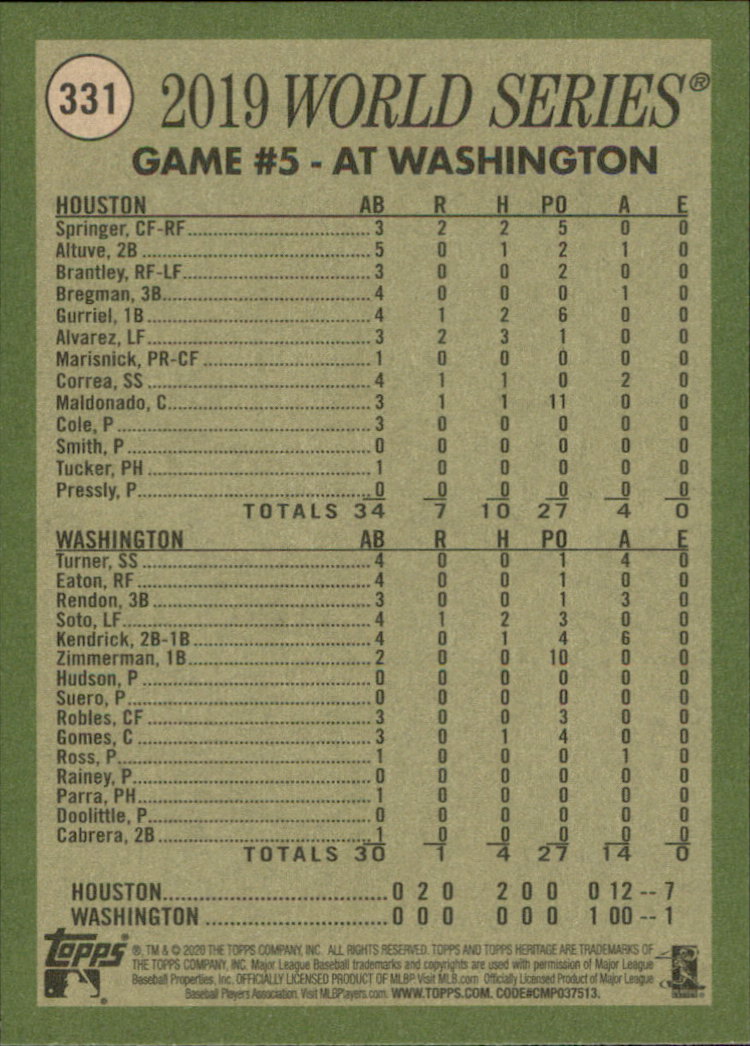 331
2019 WORLD SERIES®
GAME #5 - AT WASHINGTON
HOUSTON AB R H PO A E
Springer, CF-RF 3 2 2 5 0 0
Altuve, 2B 5 0 1 2 1 0
Brantley, RF-LF 3 0 0 2 0 0
Bregman, 3B 4 0 0 0 1 0
Gurriel, 1B 4 1 2 6 0 0
Alvarez, LF 3 2 3 1 0 0
Marisnick, PR-CF 1 0 0 0 0 0
Correa, SS 4 1 1 0 2 0
Maldonado, C 3 1 1 11 0 0
Cole, P 3 0 0 0 0 0
Smith, P 0 0 0 0 0 0
Tucker, PH 1 0 0 0 0 0
Pressly, P 0 0 0 0 0 0
TOTALS 34 7 10 27 4 0
WASHINGTON AB R H PO A E
Turner, SS 4 0 0 1 4 0
Eaton, RF 4 0 0 1 0 0
Rendon, 3B 3 0 0 1 3 0
Soto, LF 4 1 2 3 0 0
Kendrick, 2B-1B 4 0 1 4 6 0
Zimmerman, 1B 2 0 0 10 0 0
Hudson, P 0 0 0 0 0 0
Suero, P 0 0 0 0 0 0
Robles, CF 3 0 0 3 0 0
Gomes, C 3 0 1 4 0 0
Ross, P 1 0 0 0 1 0
Rainey, P 0 0 0 0 0 0
Parra, PH 1 0 0 0 0 0
Doolittle, P 0 0 0 0 0 0
Cabrera, 2B 1 0 0 0 0 0
TOTALS 30 1 4 27 14 0
HOUSTON 0 2 0 2 0 0 0 12 -- 7
WASHINGTON 0 0 0 0 0 0 1 00 -- 1
topps ®, TM & © 2020 THE TOPPS COMPANY, INC. ALL RIGHTS RESERVED. TOPPS AND TOPPS HERITAGE ARE TRADEMARKS OF
THE TOPPS COMPANY, INC. Major League Baseball trademarks and copyrights are used with permission of Major League
Baseball Properties, Inc. OFFICIALLY LICENSED PRODUCT OF MLBP. Visit MLB.com Officially Licensed Product of Major League
Baseball Players Association. Visit MLBPlayers.com. WWW.TOPPS.COM. CODE#CMP037513.